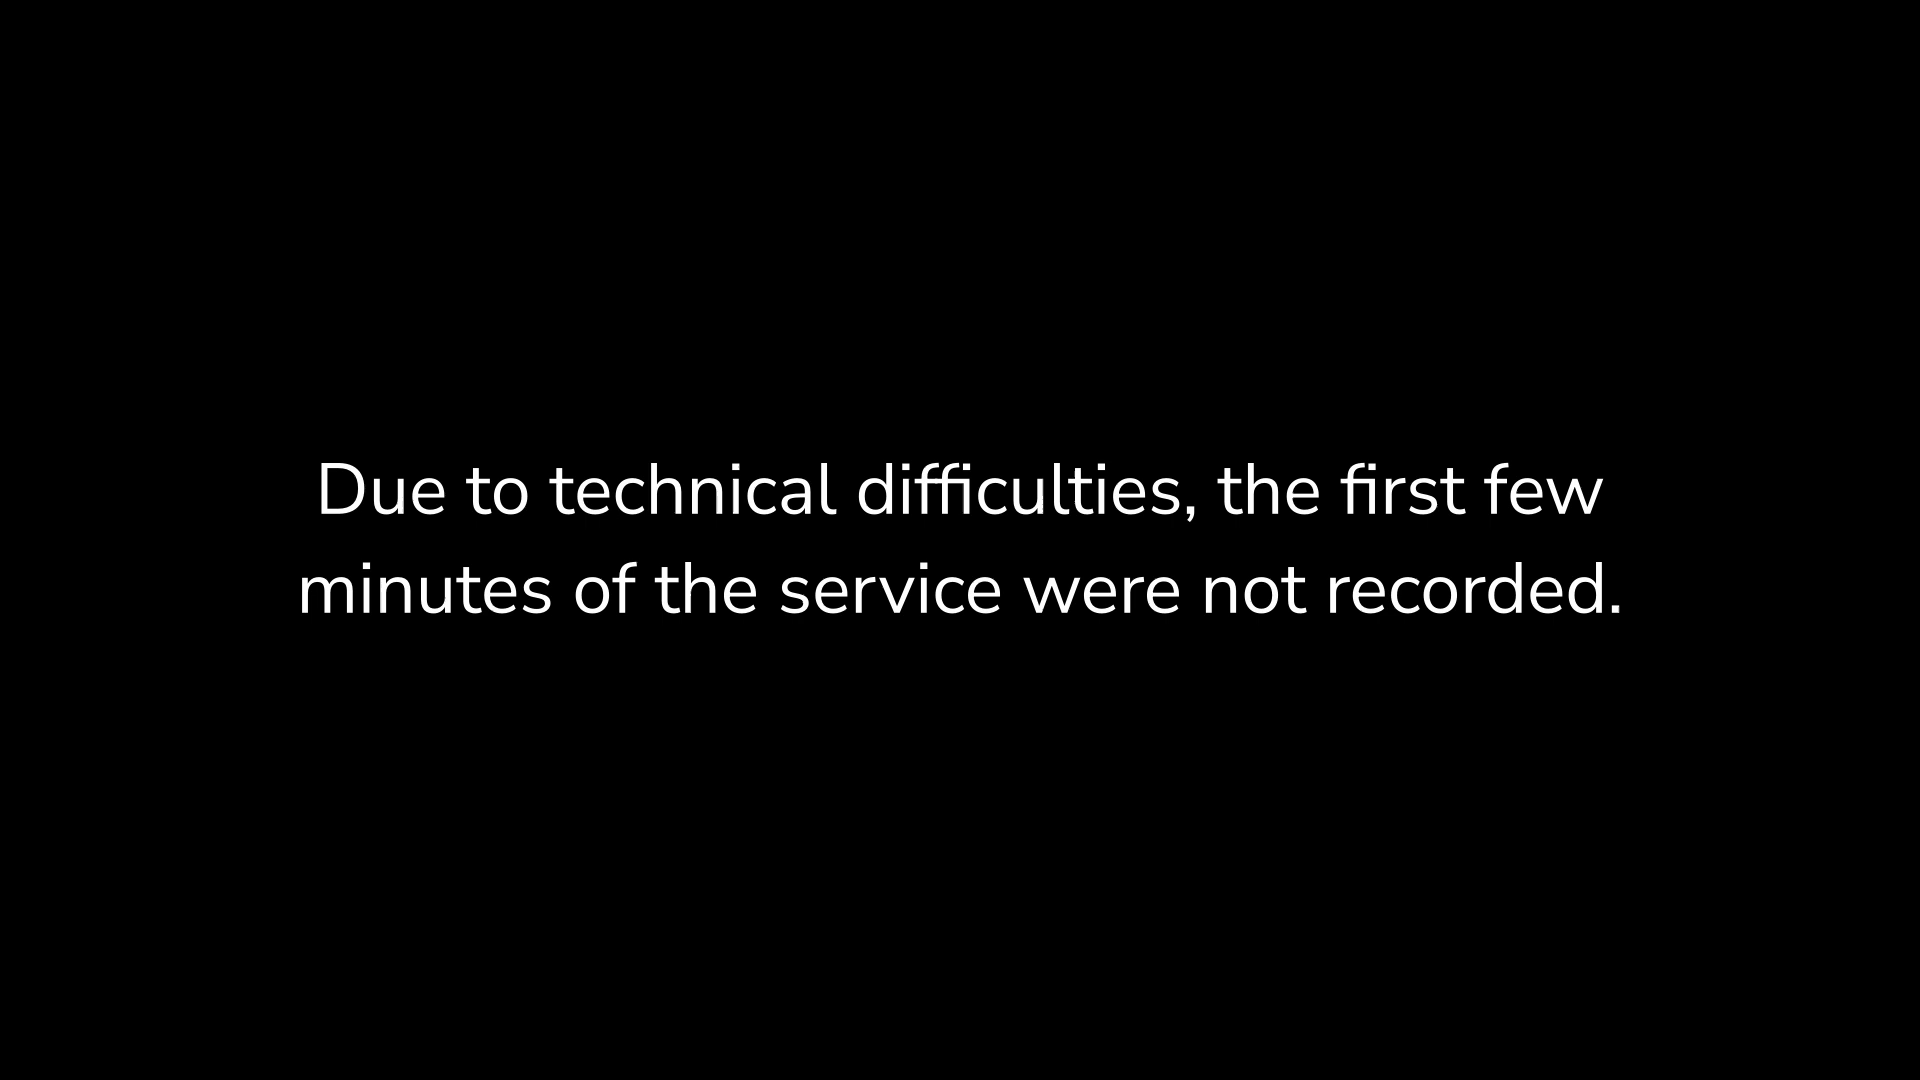 Due to technical difficulties, the first few
minutes of the service were not recorded.